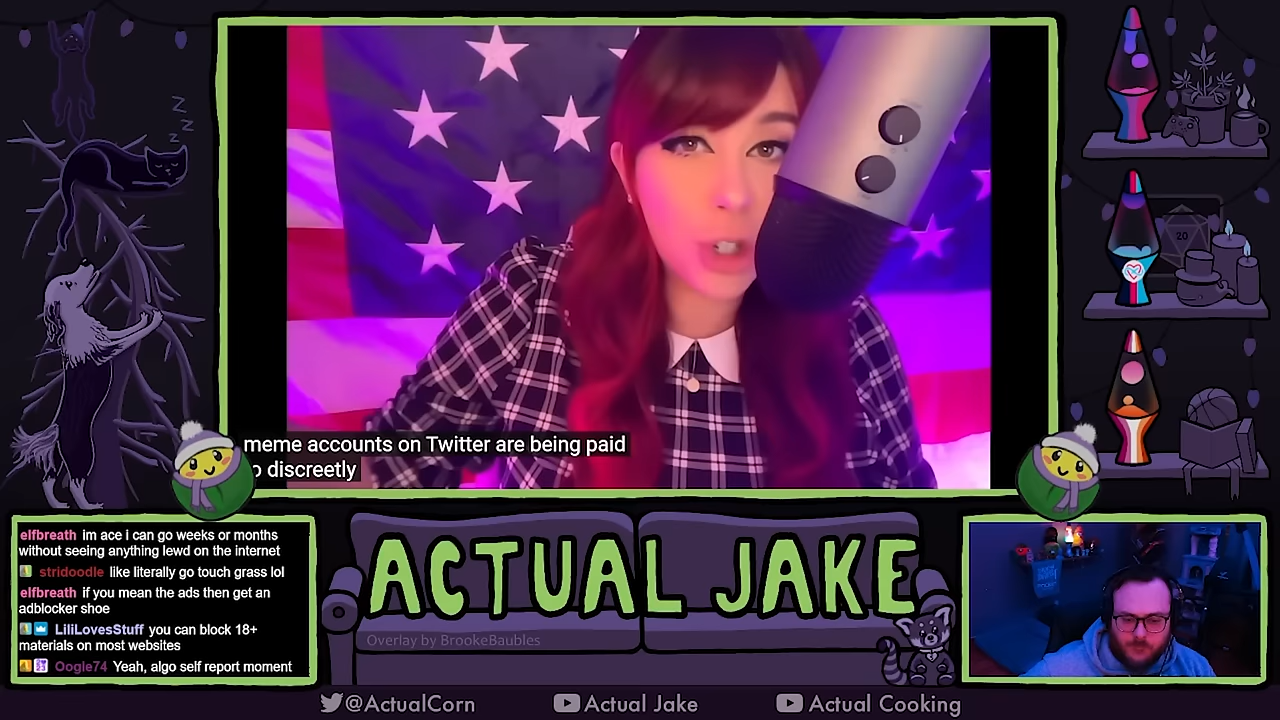 meme accounts on Twitter are being paid
o discreetly
20
elfbreath im ace i can go weeks or months
without seeing anything lewd on the internet
stridoodle like literally go touch grass lol
elfbreath if you mean the ads then get an
adblocker shoe
LiliLovesStuff you can block 18+
materials on most websites
Oogle74 Yeah, algo self report moment
ACTUAL JAKE
Overlay by BrookeBaubles
@ActualCorn Actual Jake Actual Cooking